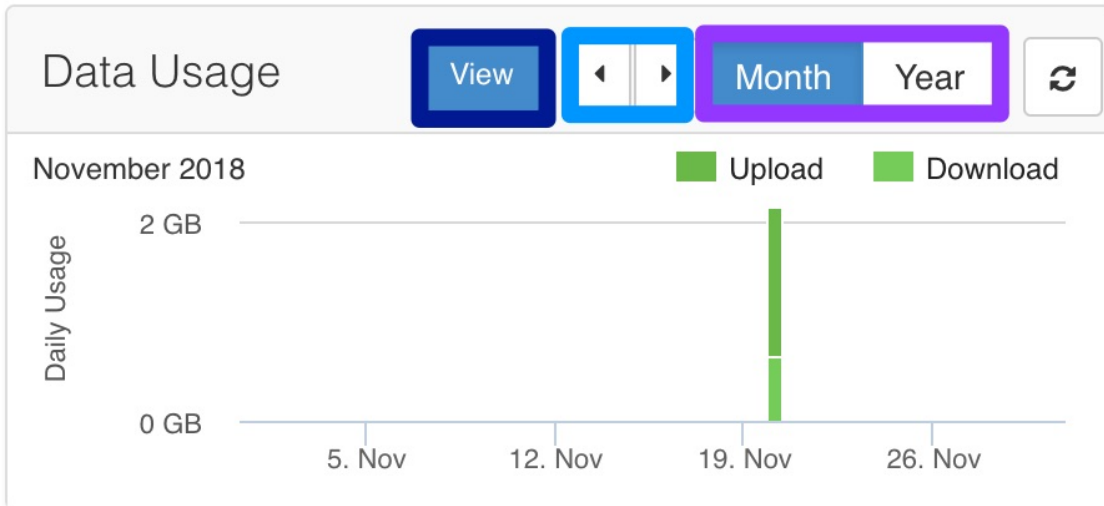 Data Usage
View
Month
Year
November 2018
Upload
Download
2 GB
Daily Usage
0 GB
5. Nov
12. Nov
19. Nov
26. Nov